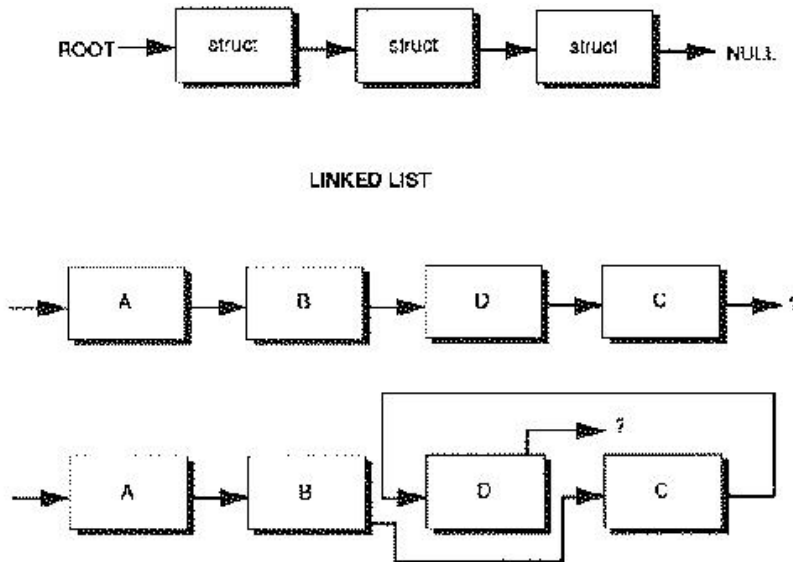 ROOT struct struct struct NULL
LINKED LIST
A B D C ?
?
A B D C